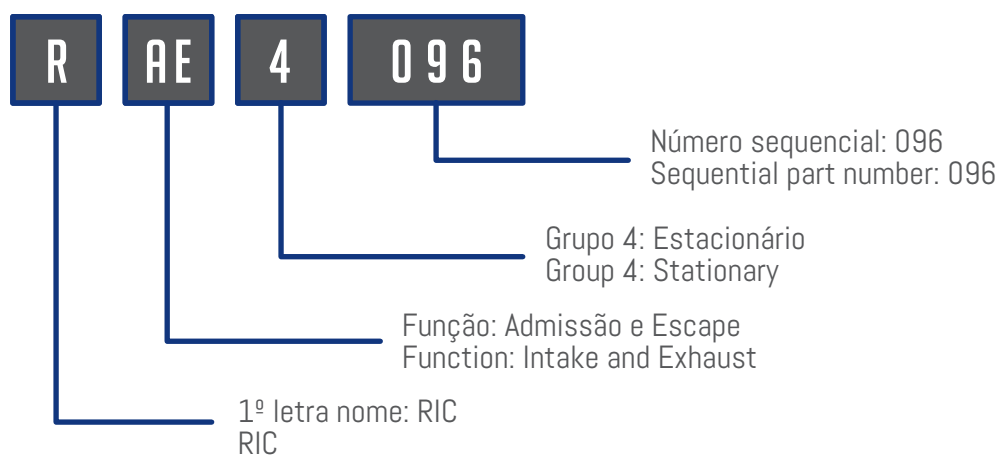 R AE 4 096
Número sequencial: 096
Sequential part number: 096
Grupo 4: Estacionário
Group 4: Stationary
Função: Admissão e Escape
Function: Intake and Exhaust
1º letra nome: RIC
RIC